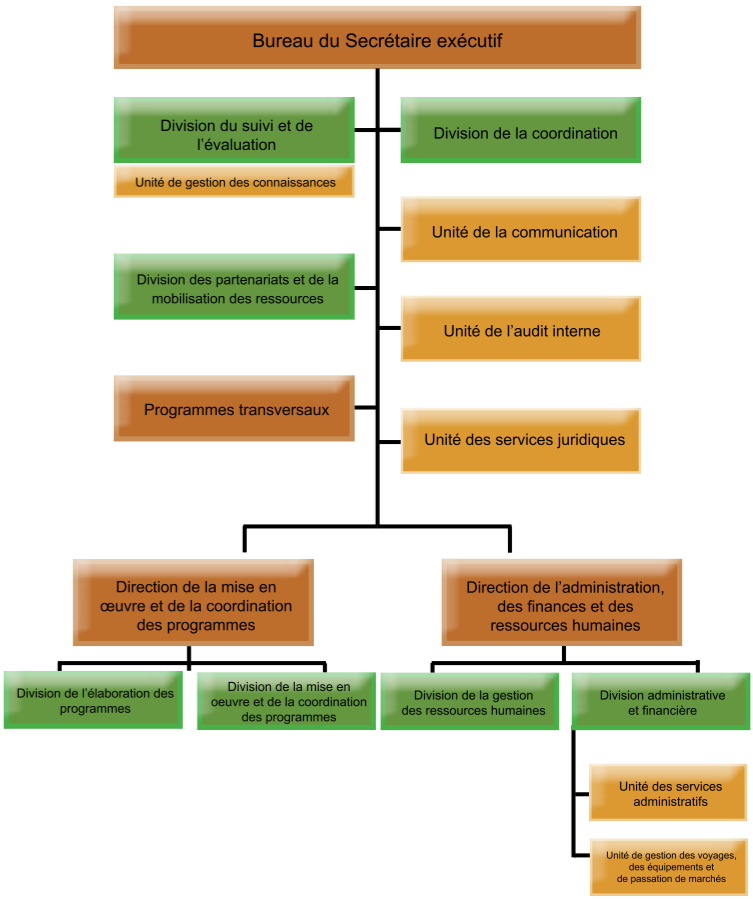 Bureau du Secrétaire exécutif
Division du suivi et de
l’évaluation
Division de la coordination
Unité de gestion des connaissances
Unité de la communication
Division des partenariats et de la
mobilisation des ressources
Unité de l’audit interne
Programmes transversaux
Unité des services juridiques
Direction de la mise en
œuvre et de la coordination
des programmes
Direction de l’administration,
des finances et des
ressources humaines
Division de l’élaboration des
programmes
Division de la mise en
oeuvre et de la coordination
des programmes
Division de la gestion
des ressources humaines
Division administrative
et financière
Unité des services
administratifs
Unité de gestion des voyages,
des équipements et
de passation de marchés